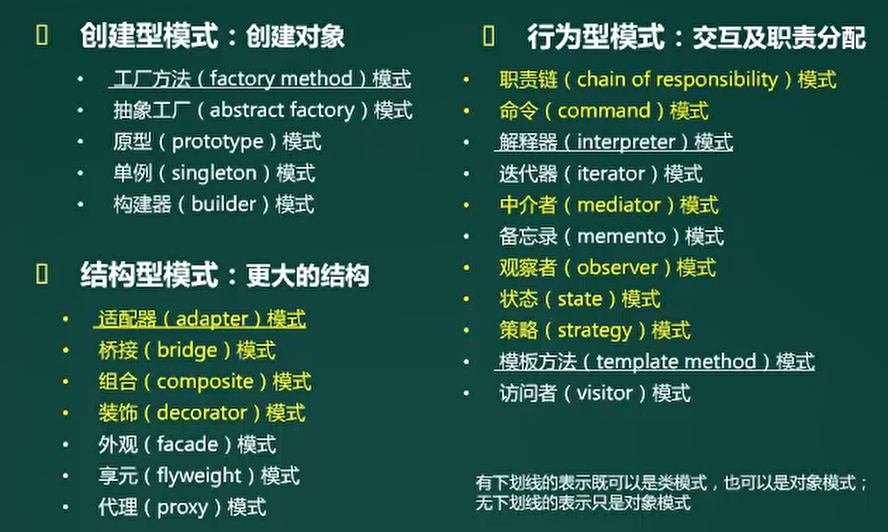 创建型模式：创建对象
• 工厂方法（factory method）模式
• 抽象工厂（abstract factory）模式
• 原型（prototype）模式
• 单例（singleton）模式
• 构建器（builder）模式
结构型模式：更大的结构
• 适配器（adapter）模式
• 桥接（bridge）模式
• 组合（composite）模式
• 装饰（decorator）模式
• 外观（facade）模式
• 享元（flyweight）模式
• 代理（proxy）模式
行为型模式：交互及职责分配
• 职责链（chain of responsibility）模式
• 命令（command）模式
• 解释器（interpreter）模式
• 迭代器（iterator）模式
• 中介者（mediator）模式
• 备忘录（memento）模式
• 观察者（observer）模式
• 状态（state）模式
• 策略（strategy）模式
• 模板方法（template method）模式
• 访问者（visitor）模式
有下划线的表示既可以是类模式，也可以是对象模式；
无下划线的表示只是对象模式